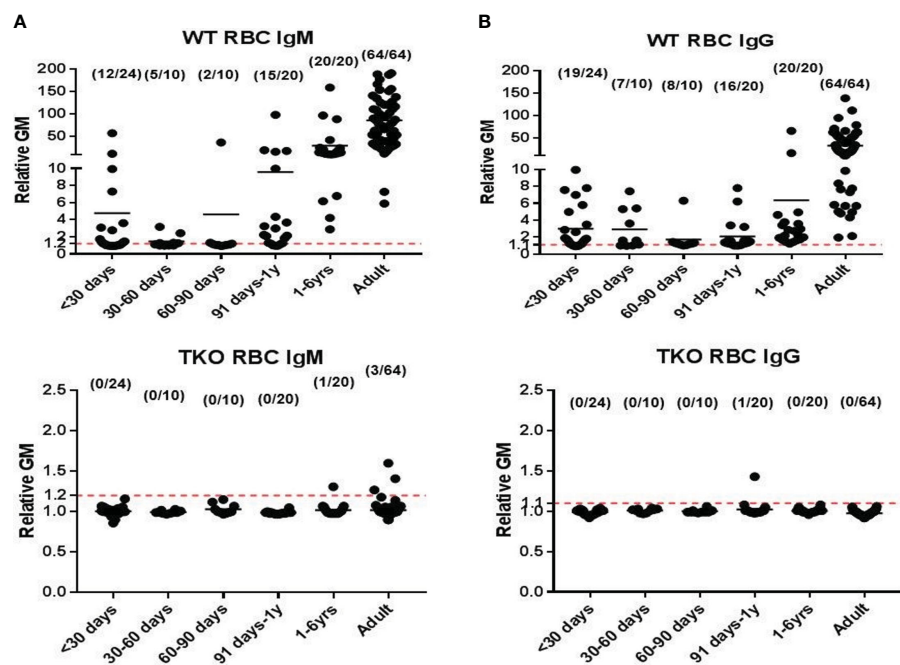 A
WT RBC IgM
(12/24) (5/10) (2/10) (15/20) (20/20) (64/64)
Relative GM
200
150
100
50
10
8
6
4
2
1.2
0
<30 days
30-60 days
60-90 days
91 days-1y
1-6yrs
Adult
B
WT RBC IgG
(19/24) (7/10) (8/10) (16/20) (20/20) (64/64)
Relative GM
200
150
100
50
10
8
6
4
2
1.1
0
<30 days
30-60 days
60-90 days
91 days-1y
1-6yrs
Adult
TKO RBC IgM
(0/24) (0/10) (0/10) (0/20) (1/20) (3/64)
Relative GM
2.5
2.0
1.5
1.2
1.0
0.5
0.0
<30 days
30-60 days
60-90 days
91 days-1y
1-6yrs
Adult
TKO RBC IgG
(0/24) (0/10) (0/10) (1/20) (0/20) (0/64)
Relative GM
2.5
2.0
1.5
1.1
1.0
0.5
0.0
<30 days
30-60 days
60-90 days
91 days-1y
1-6yrs
Adult